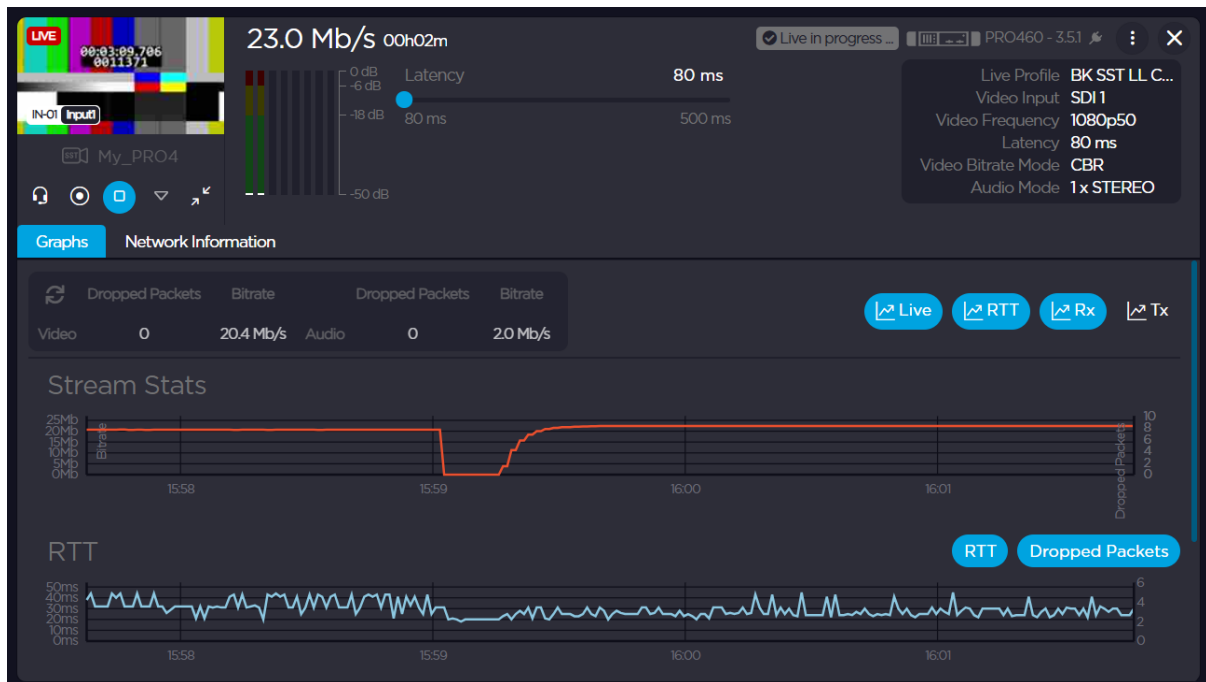 LIVE
00:03:09.706
0011371
IN-01 Input1
SST My_PRO4
23.0 Mb/s 00h02m
0 dB
-6 dB
-18 dB
-50 dB
Latency 80 ms
80 ms 500 ms
Live in progress ...
PRO460 - 3.5.1
Live Profile BK SST LL C...
Video Input SDI 1
Video Frequency 1080p50
Latency 80 ms
Video Bitrate Mode CBR
Audio Mode 1 x STEREO
Graphs Network Information
Dropped Packets Bitrate Dropped Packets Bitrate
Video 0 20.4 Mb/s Audio 0 2.0 Mb/s
Live RTT Rx Tx
Stream Stats
25Mb
20Mb
15Mb
10Mb
5Mb
0Mb
Bitrate
10
8
6
4
2
0
Dropped Packets
15:58 15:59 16:00 16:01
RTT
RTT Dropped Packets
50ms
40ms
30ms
20ms
10ms
0ms
6
4
2
0
15:58 15:59 16:00 16:01